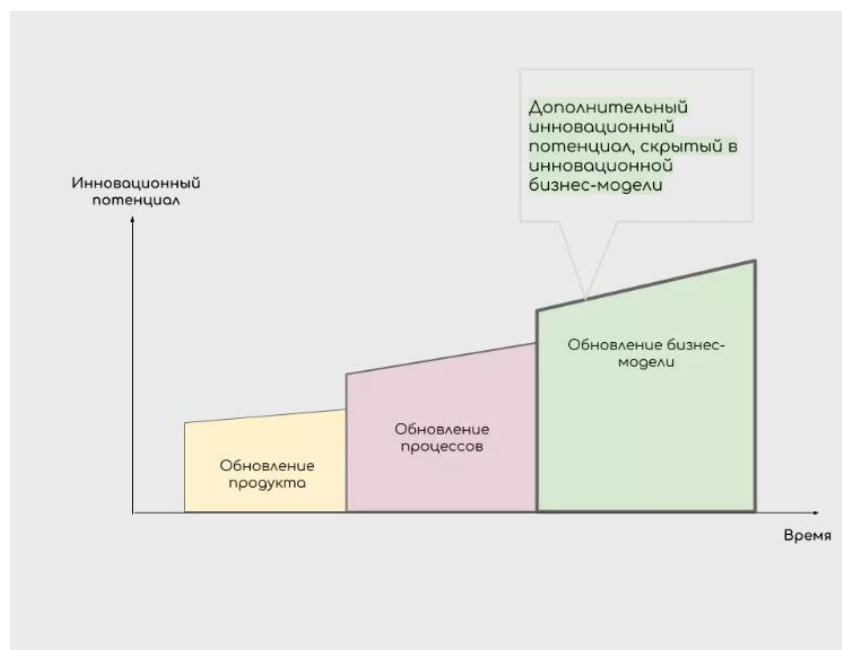 Дополнительный
инновационный
потенциал, скрытый в
инновационной
бизнес-модели
Инновационный
потенциал
Обновление бизнес-
модели
Обновление
процессов
Обновление
продукта
Время